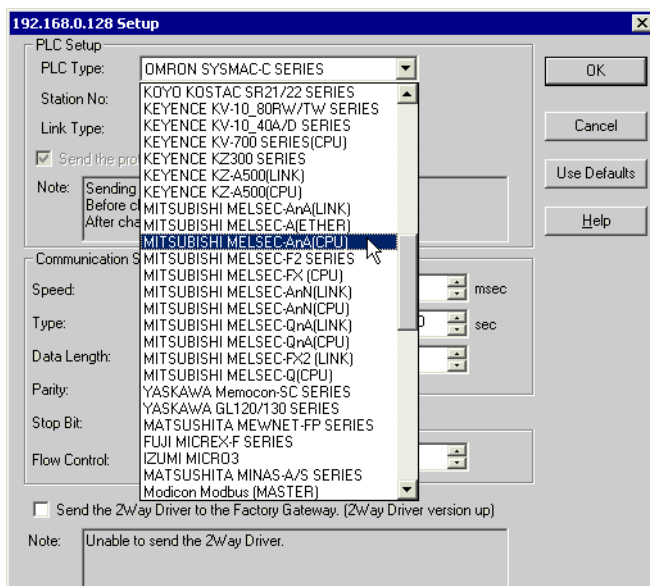 192.168.0.128 Setup
PLC Setup
PLC Type: OMRON SYSMAC-C SERIES
OK
Station No:
Link Type:
Cancel
Send the pro
Use Defaults
Note: Sending
Before cl
After cha
Help
KOYO KOSTAC SR21/22 SERIES
KEYENCE KV-10_80RW/TW SERIES
KEYENCE KV-10_40A/D SERIES
KEYENCE KV-700 SERIES(CPU)
KEYENCE KZ300 SERIES
KEYENCE KZ-A500(LINK)
KEYENCE KZ-A500(CPU)
MITSUBISHI MELSEC-AnA(LINK)
MITSUBISHI MELSEC-A(ETHER)
MITSUBISHI MELSEC-AnA(CPU)
MITSUBISHI MELSEC-F2 SERIES
MITSUBISHI MELSEC-FX (CPU)
MITSUBISHI MELSEC-AnN(LINK)
MITSUBISHI MELSEC-AnN(CPU)
MITSUBISHI MELSEC-QnA(LINK)
MITSUBISHI MELSEC-QnA(CPU)
MITSUBISHI MELSEC-FX2 (LINK)
MITSUBISHI MELSEC-Q(CPU)
YASKAWA Memocon-SC SERIES
YASKAWA GL120/130 SERIES
MATSUSHITA MEWNET-FP SERIES
FUJI MICREX-F SERIES
IZUMI MICRO3
MATSUSHITA MINAS-A/S SERIES
Modicon Modbus (MASTER)
Communication S
Speed:
msec
Type:
0 sec
Data Length:
Parity:
Stop Bit:
Flow Control:
Send the 2Way Driver to the Factory Gateway. (2Way Driver version up)
Note: Unable to send the 2Way Driver.